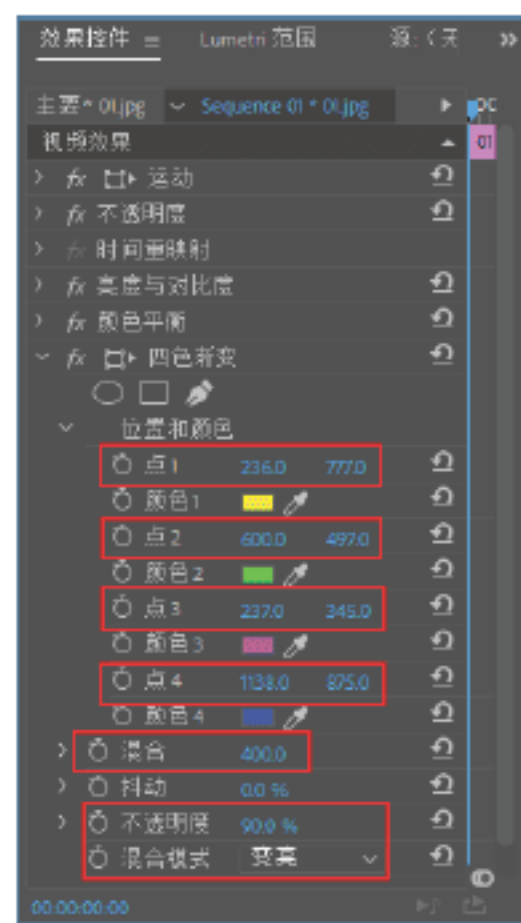 效果控件 Lumetri 范围 源:
主要* 01.jpg Sequence 01 * 01.jpg
视频效果 01
fx 运动
fx 不透明度
fx 时间重映射
fx 亮度与对比度
fx 颜色平衡
fx 四色渐变
位置和颜色
点1 236.0 777.0
颜色1
点2 600.0 497.0
颜色2
点3 237.0 345.0
颜色3
点4 1138.0 875.0
颜色4
混合 400.0
抖动 0.0 %
不透明度 90.0 %
混合模式 变亮
00:00:00:00